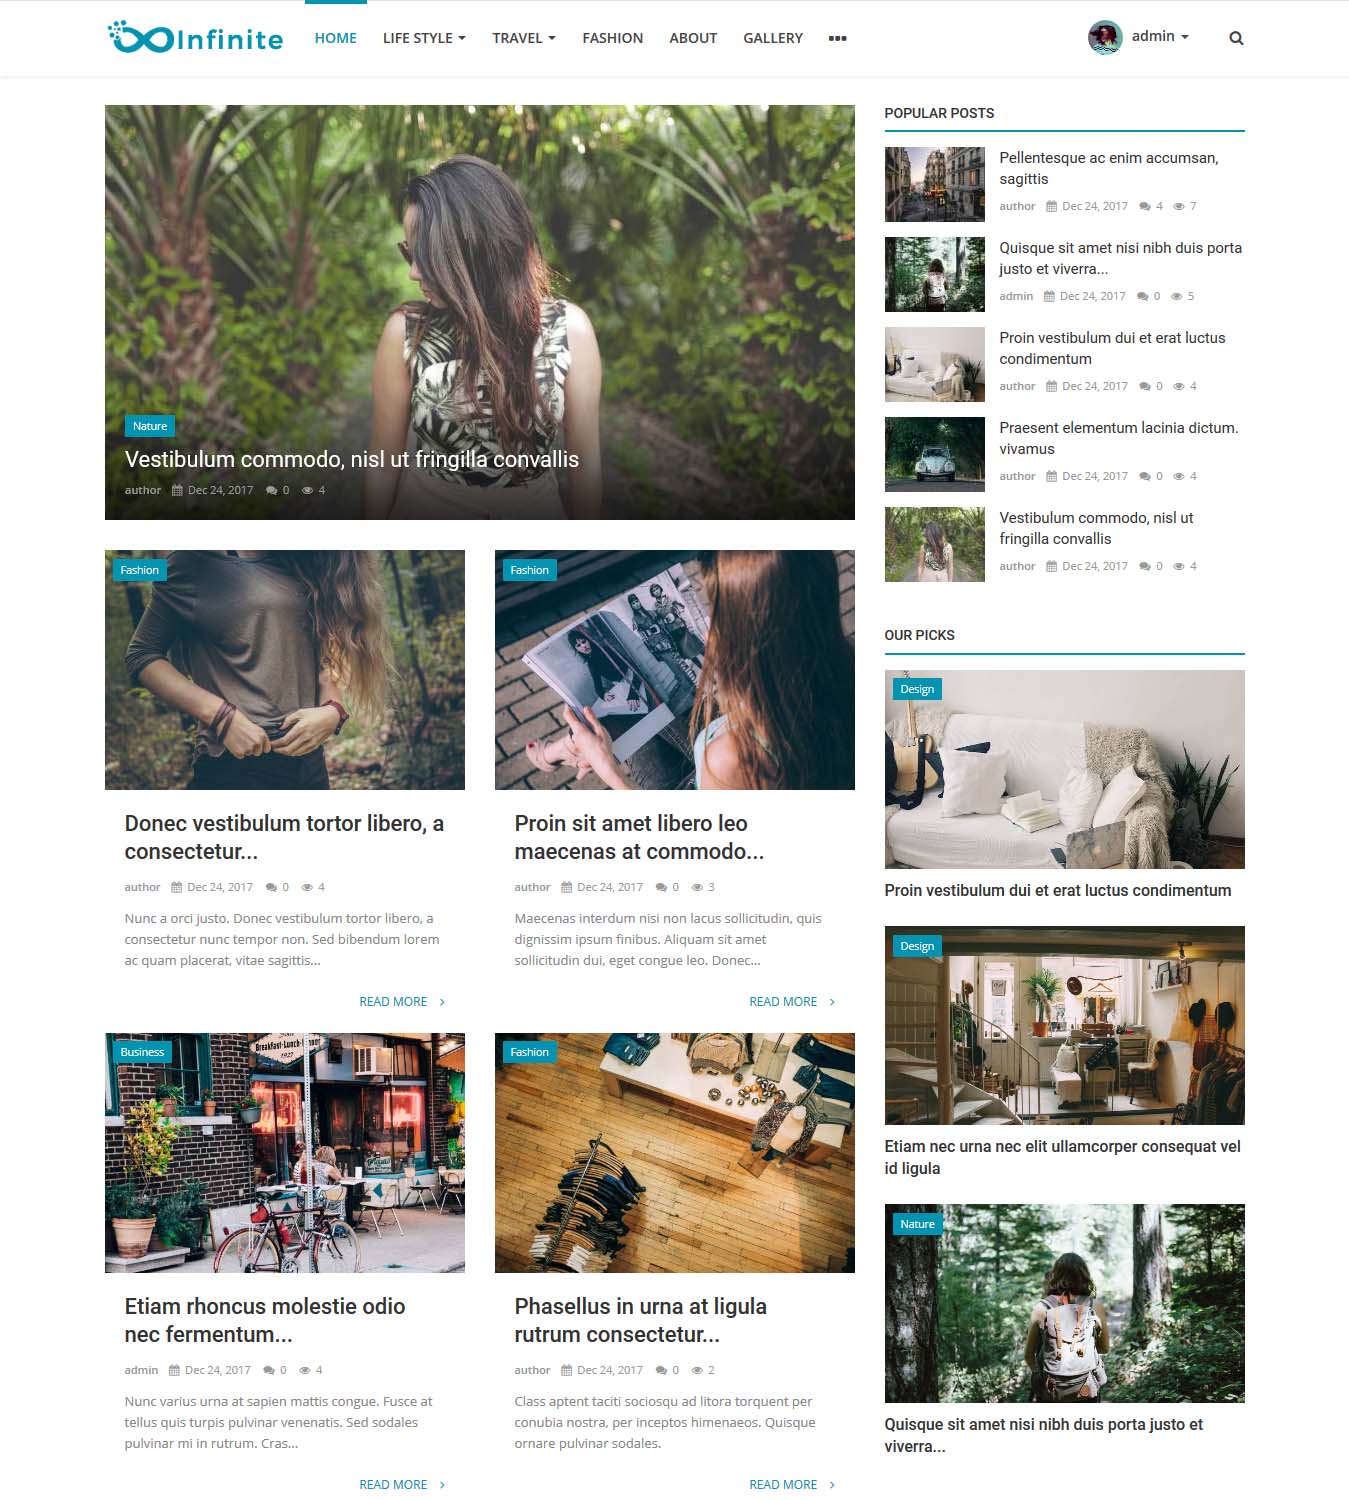 Infinite
HOME LIFE STYLE TRAVEL FASHION ABOUT GALLERY
admin
Nature
Vestibulum commodo, nisl ut fringilla convallis
author Dec 24, 2017 0 4
Fashion
Donec vestibulum tortor libero, a
consectetur...
author Dec 24, 2017 0 4
Nunc a orci justo. Donec vestibulum tortor libero, a
consectetur nunc tempor non. Sed bibendum lorem
ac quam placerat, vitae sagittis...
READ MORE
Fashion
Proin sit amet libero leo
maecenas at commodo...
author Dec 24, 2017 0 3
Maecenas interdum nisi non lacus sollicitudin, quis
dignissim ipsum finibus. Aliquam sit amet
sollicitudin dui, eget congue leo. Donec...
READ MORE
Business
Breakfast-Lunch
1927
Etiam rhoncus molestie odio
nec fermentum...
admin Dec 24, 2017 0 4
Nunc varius urna at sapien mattis congue. Fusce at
tellus quis turpis pulvinar venenatis. Sed sodales
pulvinar mi in rutrum. Cras...
READ MORE
Fashion
Phasellus in urna at ligula
rutrum consectetur...
author Dec 24, 2017 0 2
Class aptent taciti sociosqu ad litora torquent per
conubia nostra, per inceptos himenaeos. Quisque
ornare pulvinar sodales.
READ MORE
POPULAR POSTS
Pellentesque ac enim accumsan,
sagittis
author Dec 24, 2017 4 7
Quisque sit amet nisi nibh duis porta
justo et viverra...
admin Dec 24, 2017 0 5
Proin vestibulum dui et erat luctus
condimentum
author Dec 24, 2017 0 4
Praesent elementum lacinia dictum.
vivamus
author Dec 24, 2017 0 4
Vestibulum commodo, nisl ut
fringilla convallis
author Dec 24, 2017 0 4
OUR PICKS
Design
Proin vestibulum dui et erat luctus condimentum
Design
Etiam nec urna nec elit ullamcorper consequat vel
id ligula
Nature
Quisque sit amet nisi nibh duis porta justo et
viverra...